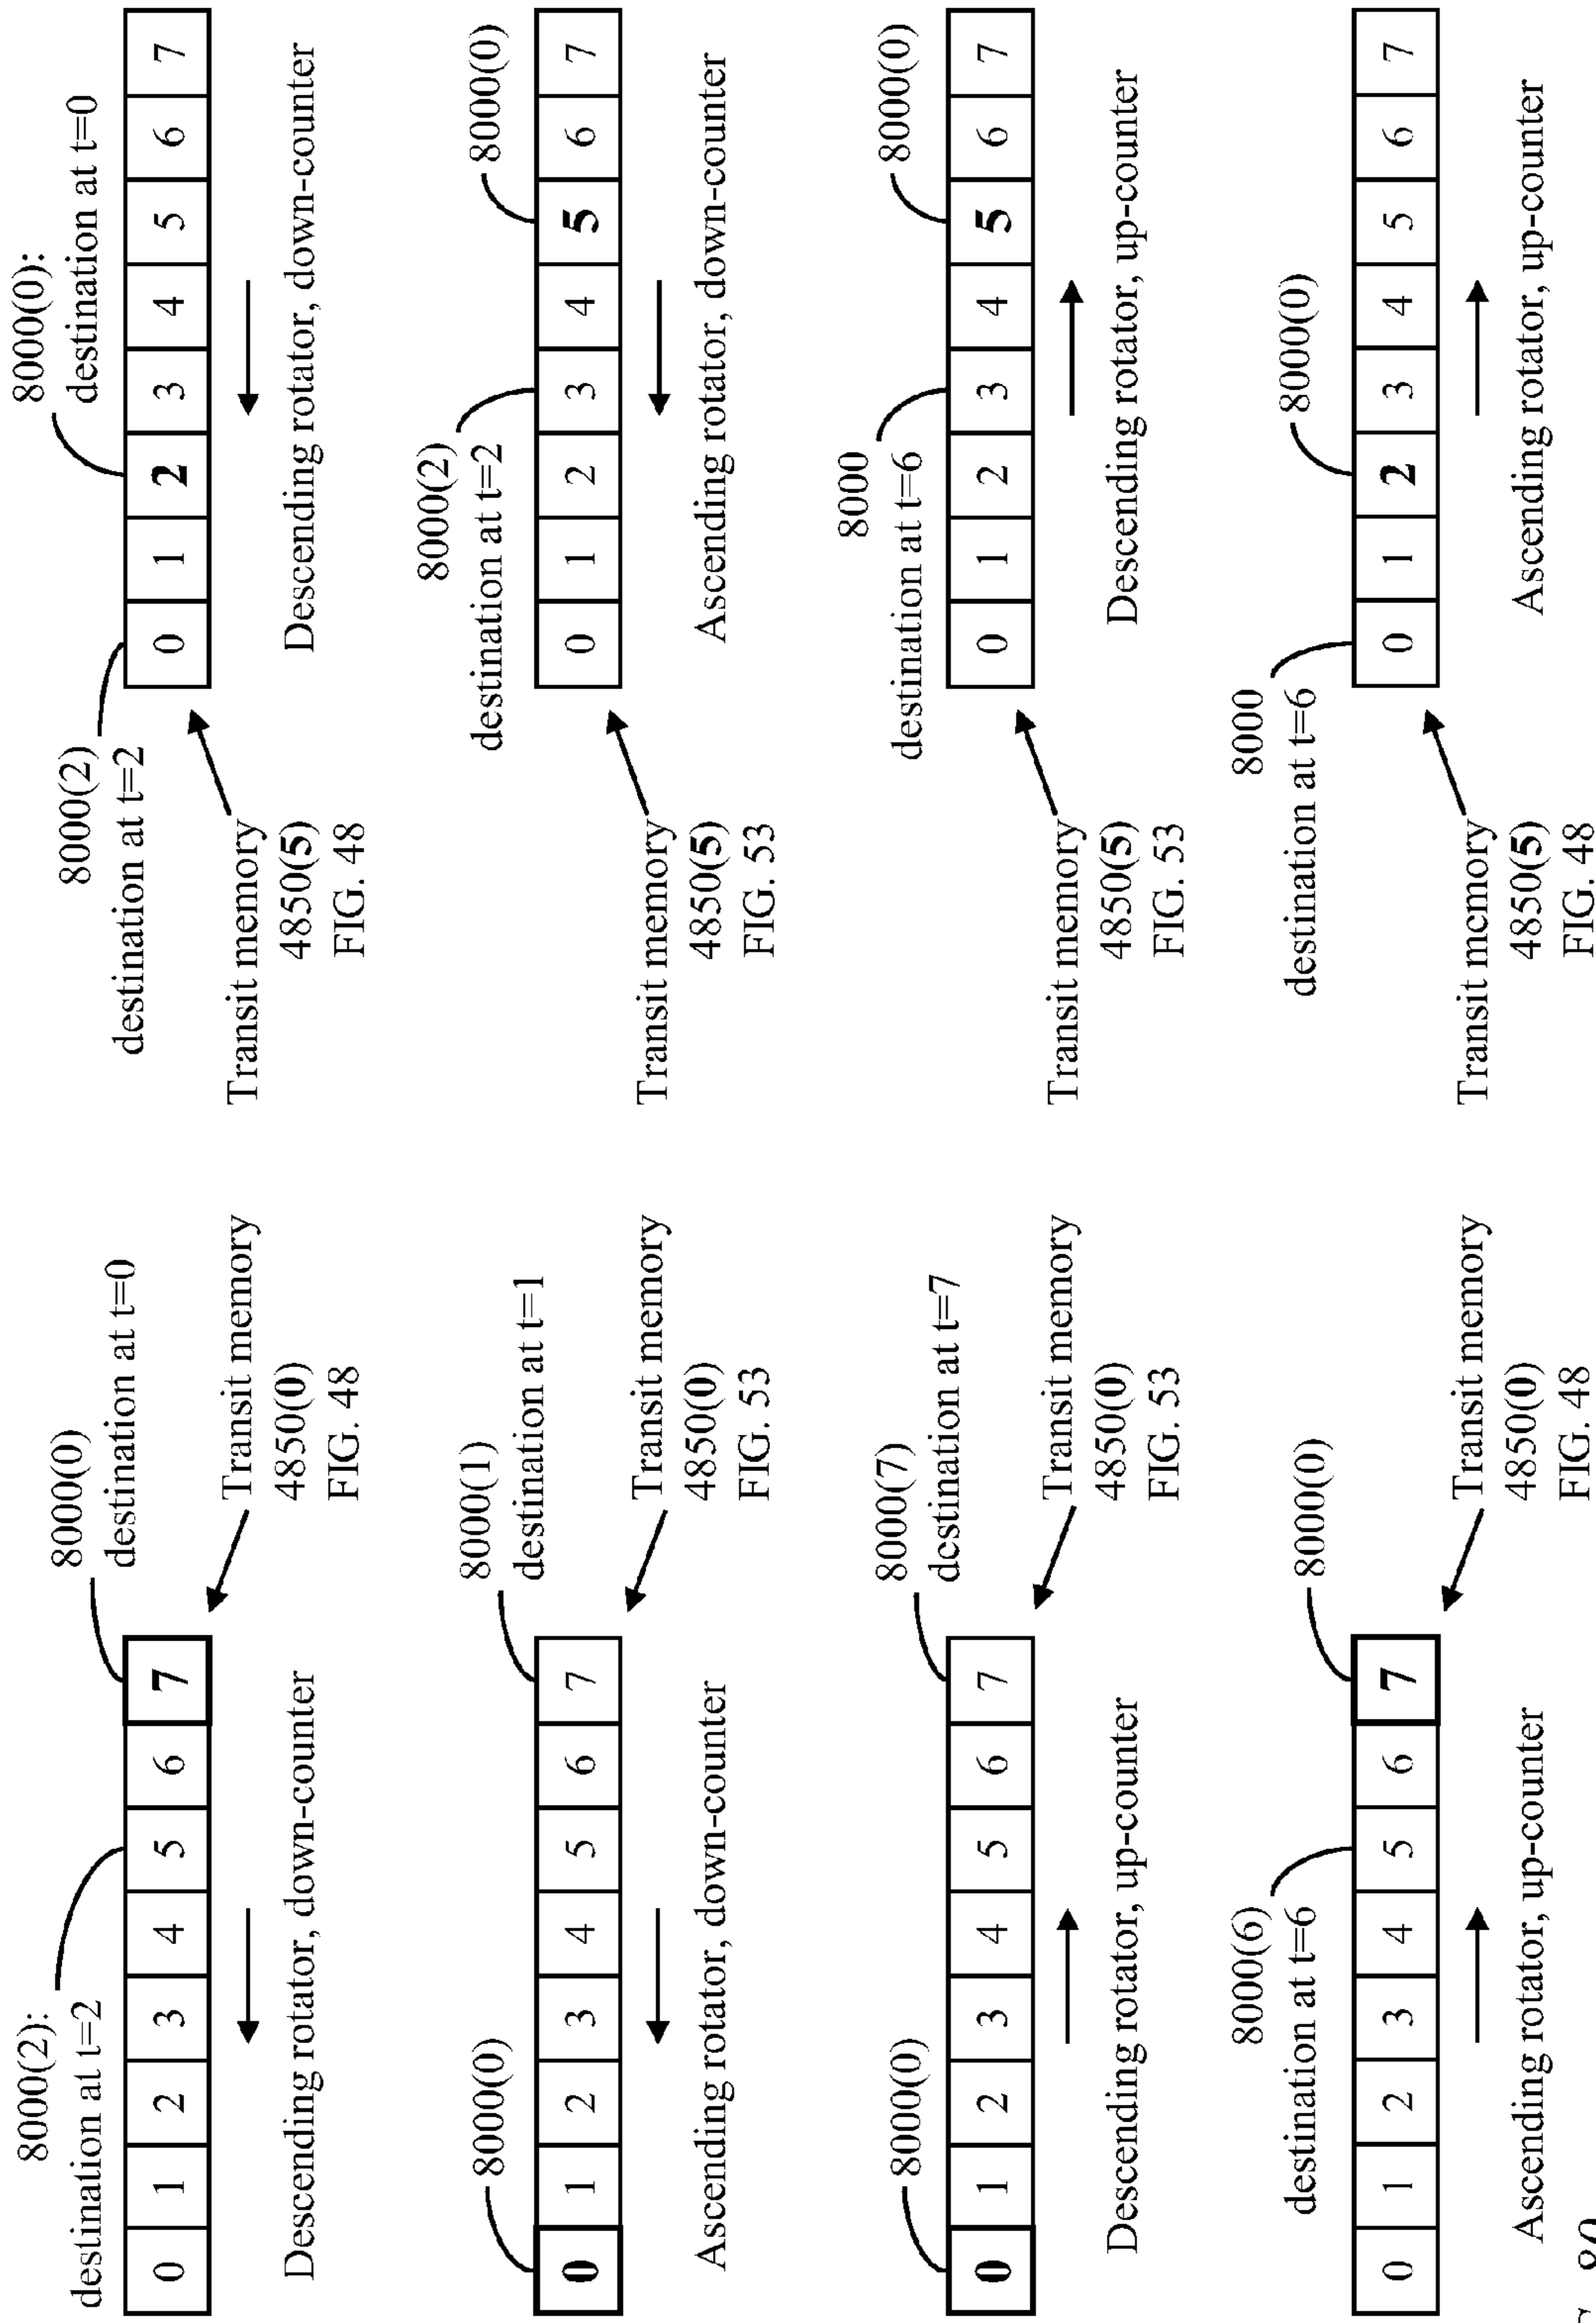 8000(2):
destination at t=2
8000(0)
destination at t=0
0 1 2 3 4 5 6 7
Transit memory
4850(0)
FIG. 48
Descending rotator, down-counter
8000(2)
destination at t=2
8000(0):
destination at t=0
0 1 2 3 4 5 6 7
Transit memory
4850(5)
FIG. 48
Descending rotator, down-counter
8000(0)
8000(1)
destination at t=1
0 1 2 3 4 5 6 7
Transit memory
4850(0)
FIG. 53
Ascending rotator, down-counter
8000(2)
destination at t=2
8000(0)
0 1 2 3 4 5 6 7
Transit memory
4850(5)
FIG. 53
Ascending rotator, down-counter
8000(0)
8000(7)
dcstination at t=7
0 1 2 3 4 5 6 7
Transit memory
4850(0)
FIG. 53
Descending rotator, up-counter
8000
destination at t=6
8000(0)
0 1 2 3 4 5 6 7
Transit memory
4850(5)
FIG. 53
Descending rotator, up-counter
8000(6)
destination at t=6
8000(0)
0 1 2 3 4 5 6 7
Transit memory
4850(0)
FIG. 48
Ascending rotator, up-counter
8000
destination at t=6
8000(0)
0 1 2 3 4 5 6 7
Transit mcmory
4850(5)
FIG. 48
Ascending rotator, up-counter